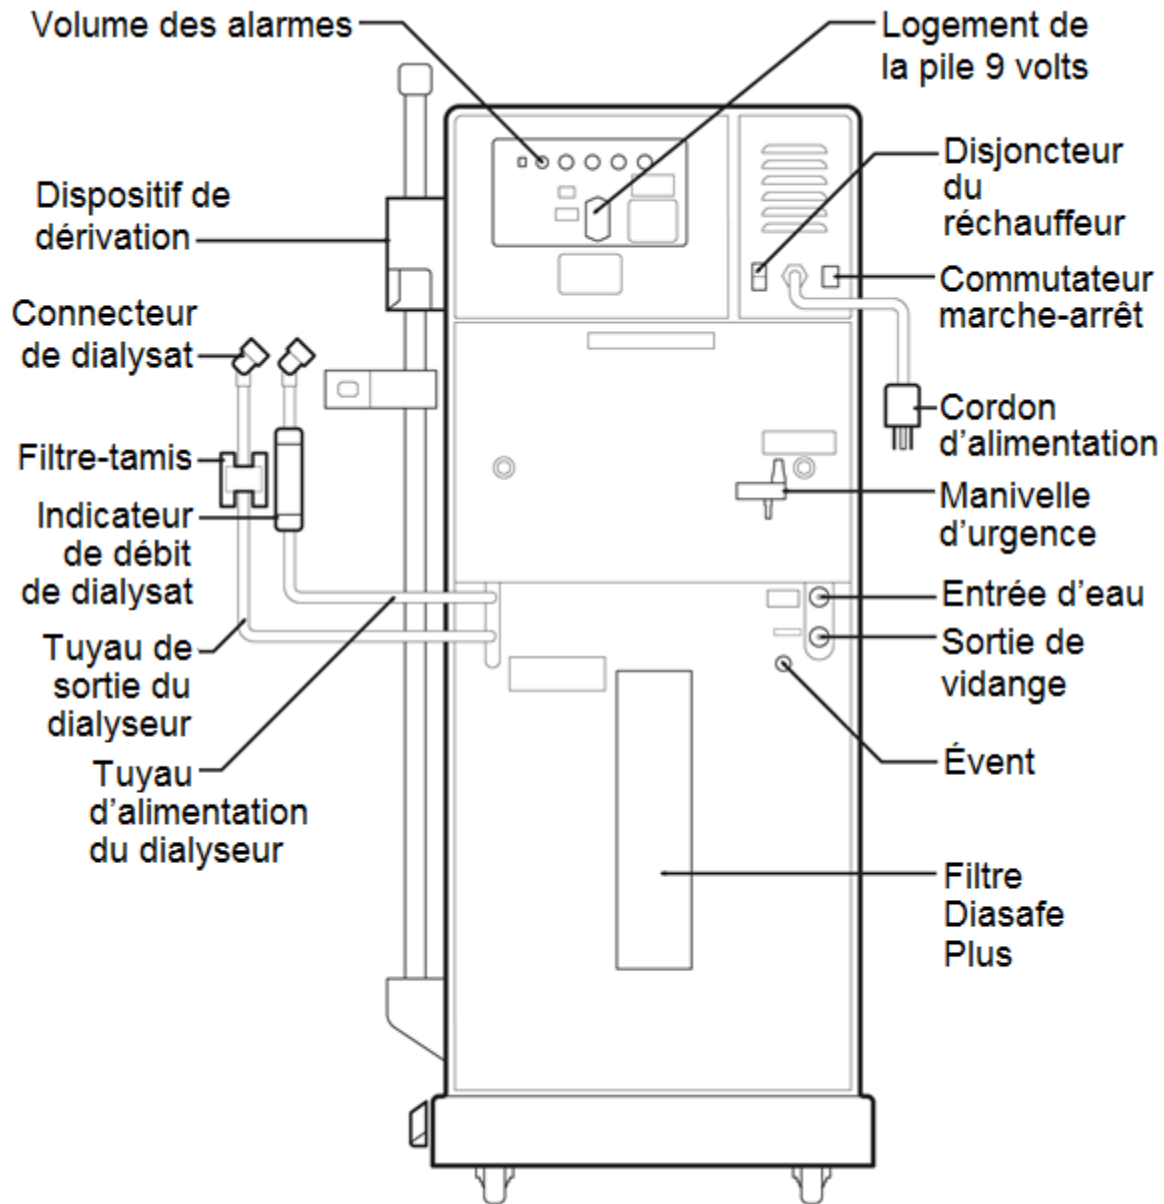 Volume des alarmes
Dispositif de
dérivation
Connecteur
de dialysat
Filtre-tamis
Indicateur
de débit
de dialysat
Tuyau de
sortie du
dialyseur
Tuyau
d’alimentation
du dialyseur
Logement de
la pile 9 volts
Disjoncteur
du
réchauffeur
Commutateur
marche-arrêt
Cordon
d’alimentation
Manivelle
d’urgence
Entrée d’eau
Sortie de
vidange
Évent
Filtre
Diasafe
Plus